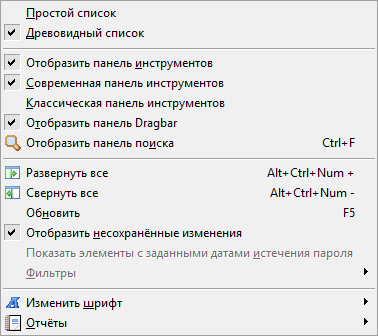 Простой список
Древовидный список
Отобразить панель инструментов
Современная панель инструментов
Классическая панель инструментов
Отобразить панель Dragbar
Отобразить панель поиска Ctrl+F
Развернуть все Alt+Ctrl+Num +
Свернуть все Alt+Ctrl+Num -
Обновить F5
Отобразить несохранённые изменения
Показать элементы с заданными датами истечения пароля
Фильтры
Изменить шрифт
Отчёты